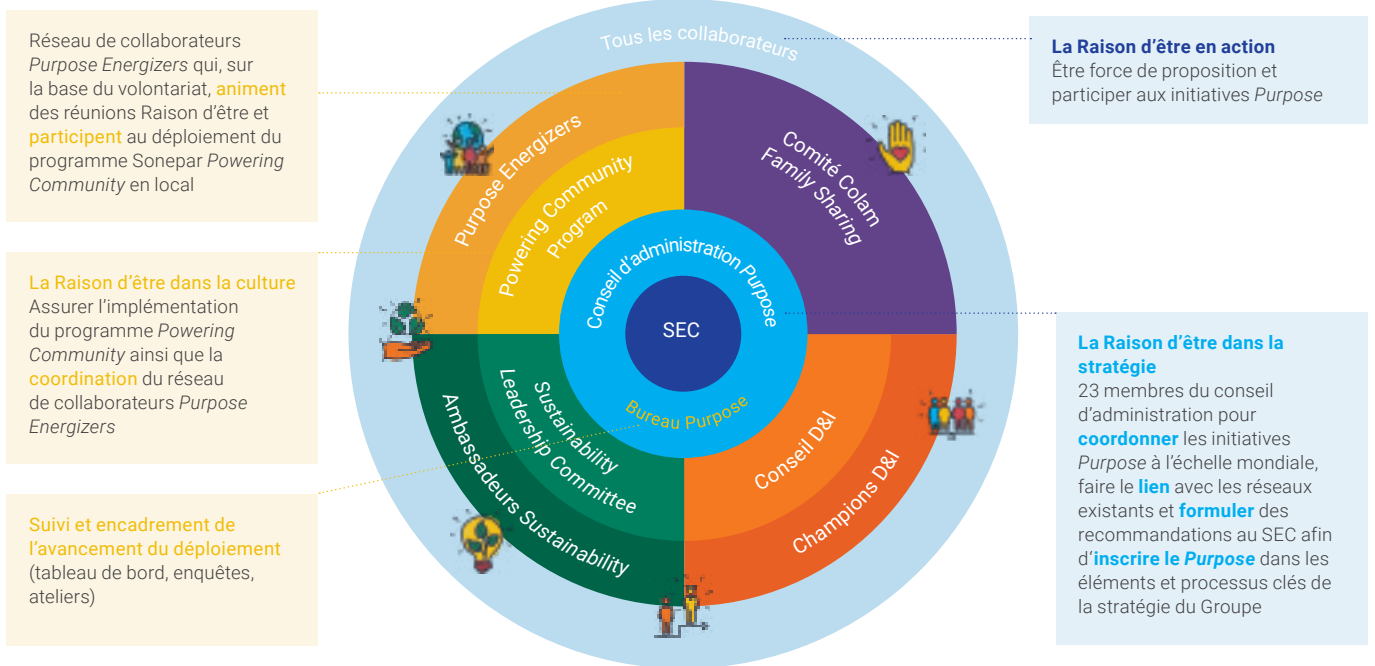 Réseau de collaborateurs
Purpose Energizers qui, sur
la base du volontariat, animent
des réunions Raison d'être et
participent au déploiement du
programme Sonepar Powering
Community en local
La Raison d'être dans la culture
Assurer l'implémentation
du programme Powering
Community ainsi que la
coordination du réseau
de collaborateurs Purpose
Energizers
Suivi et encadrement de
l'avancement du déploiement
(tableau de bord, enquêtes,
ateliers)
Tous les collaborateurs
Purpose Energizers
Powering Community
Program
Comité Colam
Family Sharing
Conseil d'administration Purpose
SEC
Bureau Purpose
Sustainability
Leadership Committee
Ambassadeurs Sustainability
Conseil D&I
Champions D&I
La Raison d'être en action
Être force de proposition et
participer aux initiatives Purpose
La Raison d'être dans la
stratégie
23 membres du conseil
d'administration pour
coordonner les initiatives
Purpose à l'échelle mondiale,
faire le lien avec les réseaux
existants et formuler des
recommandations au SEC afin
d'inscrire le Purpose dans les
éléments et processus clés de
la stratégie du Groupe